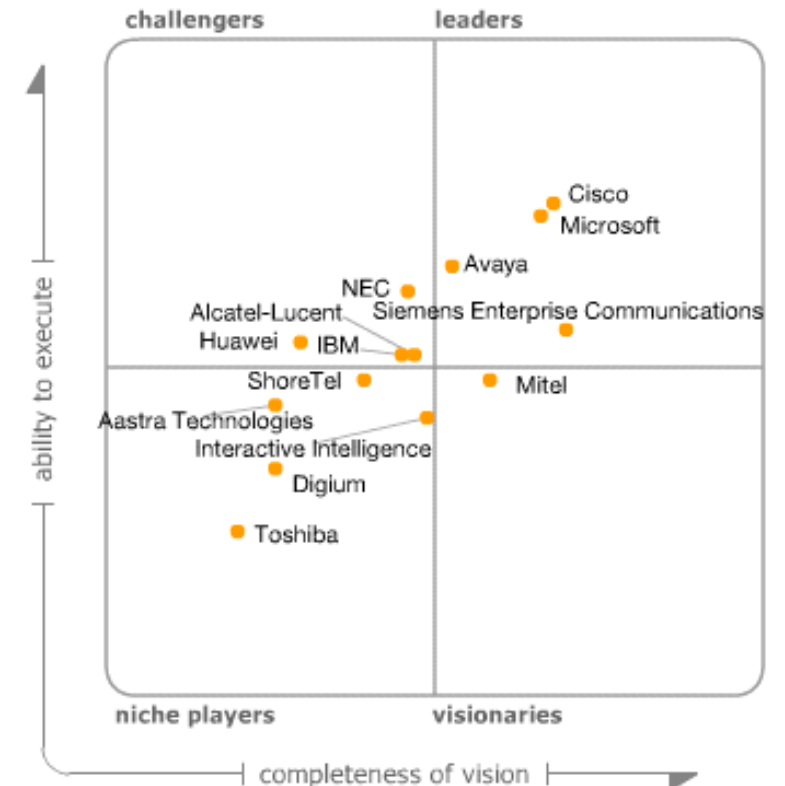 challengers
leaders
Cisco
Microsoft
Avaya
NEC
Alcatel-Lucent
Siemens Enterprise Communications
Huawei
IBM
ShoreTel
Mitel
Aastra Technologies
Interactive Intelligence
Digium
Toshiba
ability to execute
niche players
visionaries
completeness of vision